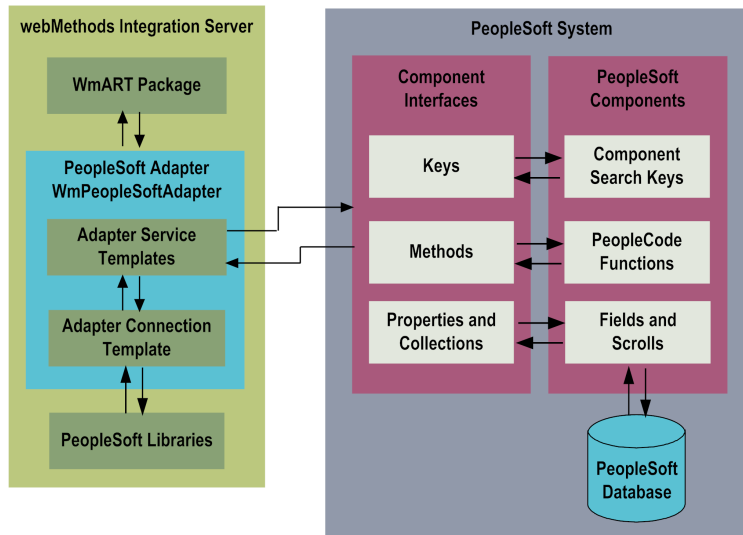 webMethods Integration Server
WmART Package
PeopleSoft Adapter
WmPeopleSoftAdapter
Adapter Service
Templates
Adapter Connection
Template
PeopleSoft Libraries
PeopleSoft System
Component
Interfaces
Keys
Methods
Properties and
Collections
PeopleSoft
Components
Component
Search Keys
PeopleCode
Functions
Fields and
Scrolls
PeopleSoft
Database